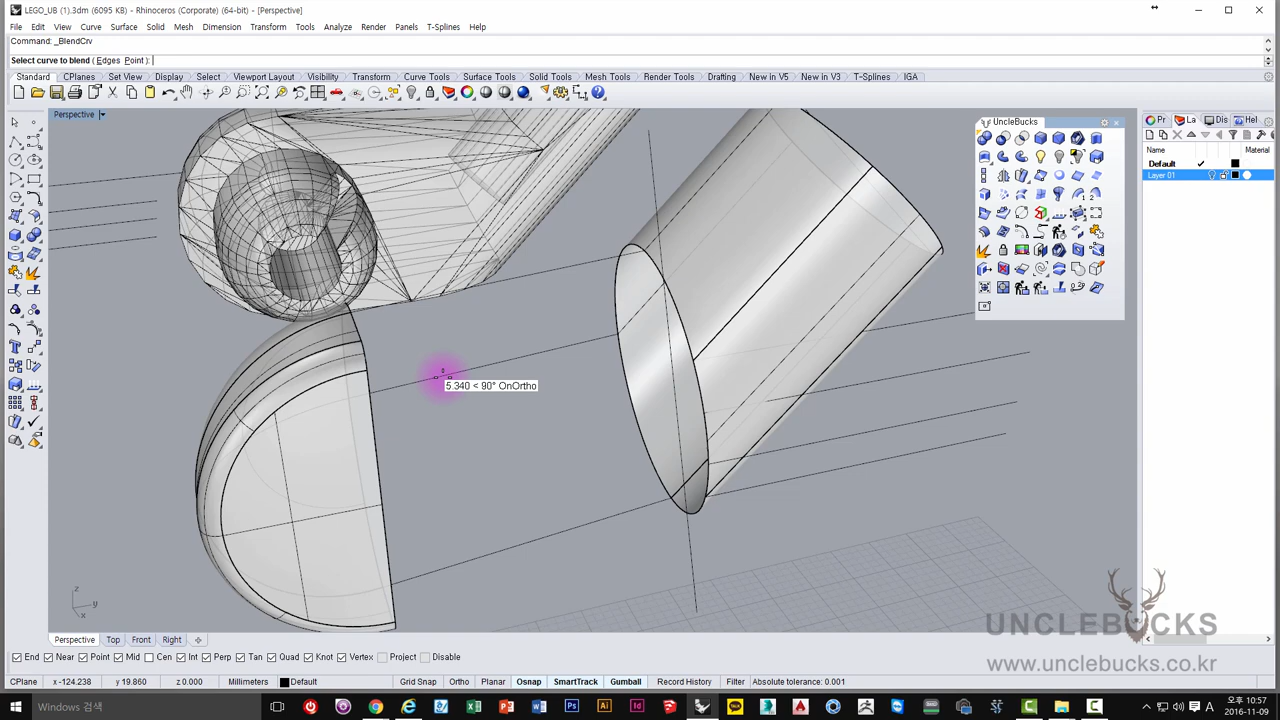 LEGO_UB (1).3dm (6095 KB) - Rhinoceros (Corporate) (64-bit) - [Perspective]
File Edit View Curve Surface Solid Mesh Dimension Transform Tools Analyze Render Panels T-Splines Help
Command: _BlendCrv
Select curve to blend ( Edges Point ):
Standard CPlanes Set View Display Select Viewport Layout Visibility Transform Curve Tools Surface Tools Solid Tools Mesh Tools Render Tools Drafting New in V5 New in V3 T-Splines IGA
Perspective
UncleBucks
Pr La Dis Hel
Name Material
Default
Layer 01
5.340 < 90° OnOrtho
z
y
x
Perspective Top Front Right
End Near Point Mid Cen Int Perp Tan Quad Knot Vertex Project Disable
CPlane x -124.238 y 19.860 z 0.000 Millimeters Default Grid Snap Ortho Planar Osnap SmartTrack Gumball Record History Filter Absolute tolerance: 0.001
UNCLEBUCKS
www.unclebucks.co.kr
Windows 검색
A 오후 10:57
2016-11-09